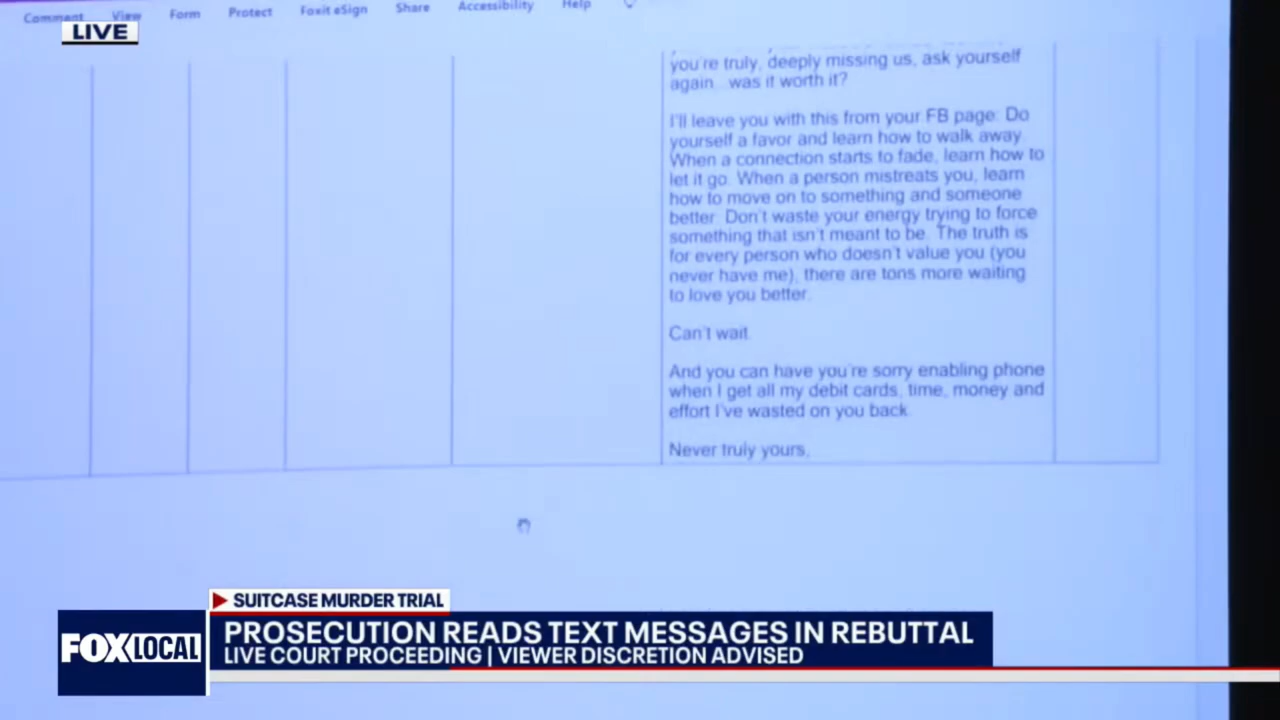 Comment View Form Protect Foxit eSign Share Accessibility Help
LIVE
you're truly, deeply missing us, ask yourself
again...was it worth it?
I'll leave you with this from your FB page: Do
yourself a favor and learn how to walk away.
When a connection starts to fade, learn how to
let it go. When a person mistreats you, learn
how to move on to something and someone
better. Don't waste your energy trying to force
something that isn't meant to be. The truth is
for every person who doesn't value you (you
never have me), there are tons more waiting
to love you better.
Can't wait.
And you can have you're sorry enabling phone
when I get all my debit cards, time, money and
effort I've wasted on you back.
Never truly yours,
SUITCASE MURDER TRIAL
FOX LOCAL
PROSECUTION READS TEXT MESSAGES IN REBUTTAL
LIVE COURT PROCEEDING | VIEWER DISCRETION ADVISED